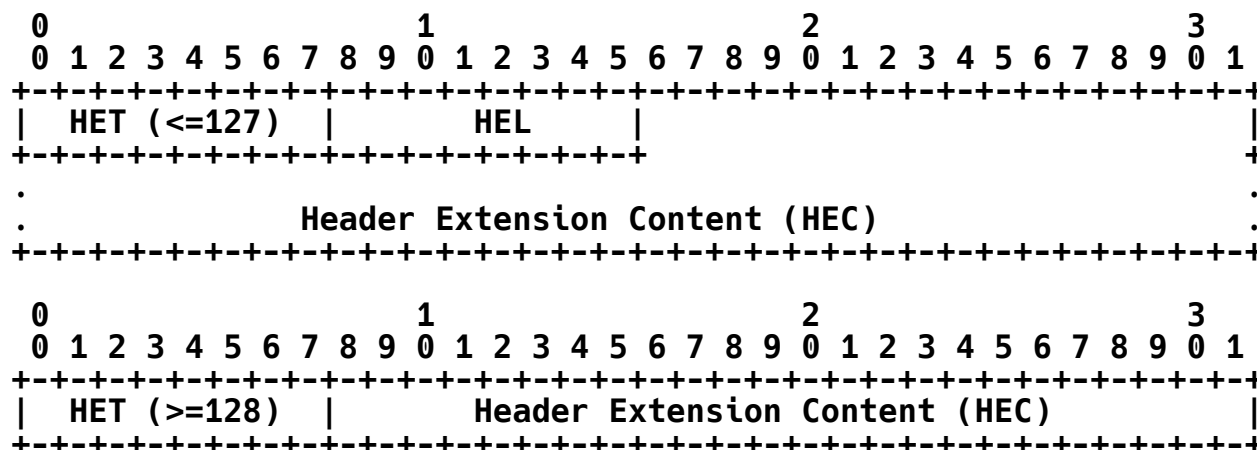 0                   1                   2                   3
 0 1 2 3 4 5 6 7 8 9 0 1 2 3 4 5 6 7 8 9 0 1 2 3 4 5 6 7 8 9 0 1
+-+-+-+-+-+-+-+-+-+-+-+-+-+-+-+-+-+-+-+-+-+-+-+-+-+-+-+-+-+-+-+-+
|  HET (<=127)  |       HEL     |                               |
+-+-+-+-+-+-+-+-+-+-+-+-+-+-+-+-+                               +
.                                                               .
.              Header Extension Content (HEC)                   .
+-+-+-+-+-+-+-+-+-+-+-+-+-+-+-+-+-+-+-+-+-+-+-+-+-+-+-+-+-+-+-+-+
 0                   1                   2                   3
 0 1 2 3 4 5 6 7 8 9 0 1 2 3 4 5 6 7 8 9 0 1 2 3 4 5 6 7 8 9 0 1
+-+-+-+-+-+-+-+-+-+-+-+-+-+-+-+-+-+-+-+-+-+-+-+-+-+-+-+-+-+-+-+-+
|  HET (>=128)  |       Header Extension Content (HEC)          |
+-+-+-+-+-+-+-+-+-+-+-+-+-+-+-+-+-+-+-+-+-+-+-+-+-+-+-+-+-+-+-+-+